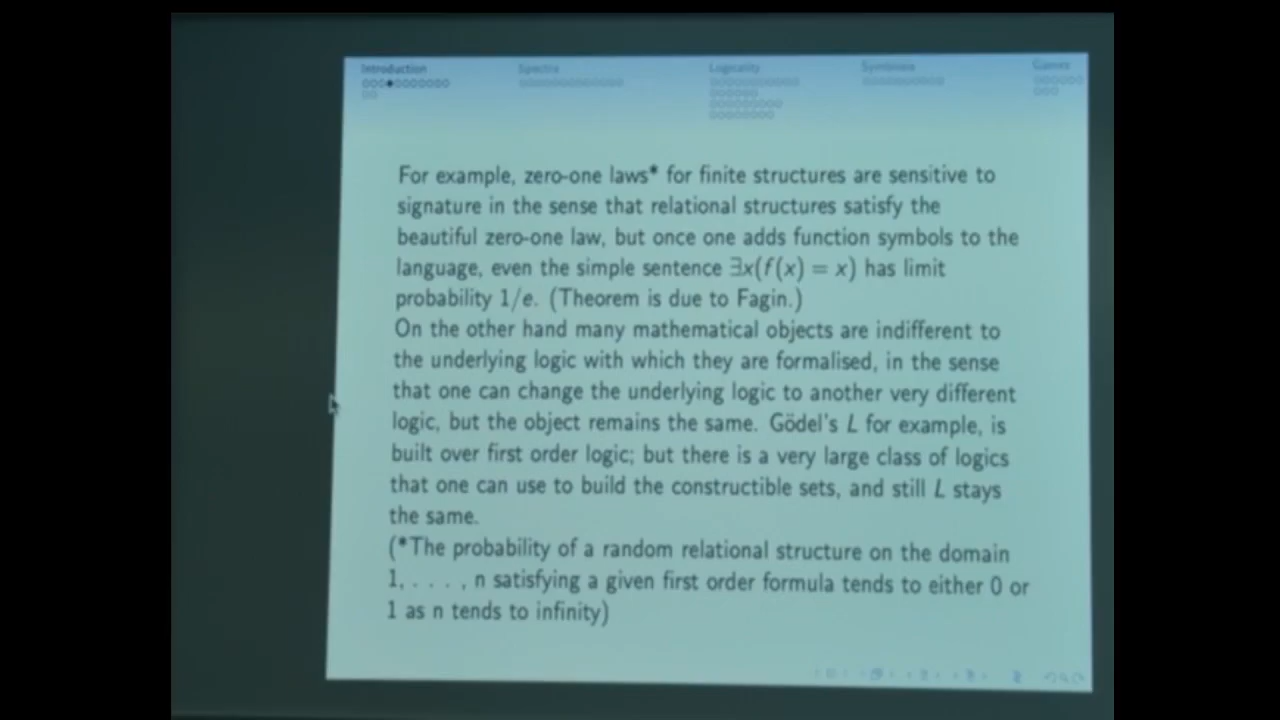 Introduction Spectra Logicality Symbiosis Games
For example, zero-one laws* for finite structures are sensitive to
signature in the sense that relational structures satisfy the
beautiful zero-one law, but once one adds function symbols to the
language, even the simple sentence ∃x(f(x) = x) has limit
probability 1/e. (Theorem is due to Fagin.)
On the other hand many mathematical objects are indifferent to
the underlying logic with which they are formalised, in the sense
that one can change the underlying logic to another very different
logic, but the object remains the same. Gödel's L for example, is
built over first order logic; but there is a very large class of logics
that one can use to build the constructible sets, and still L stays
the same.
(*The probability of a random relational structure on the domain
1, . . . , n satisfying a given first order formula tends to either 0 or
1 as n tends to infinity)